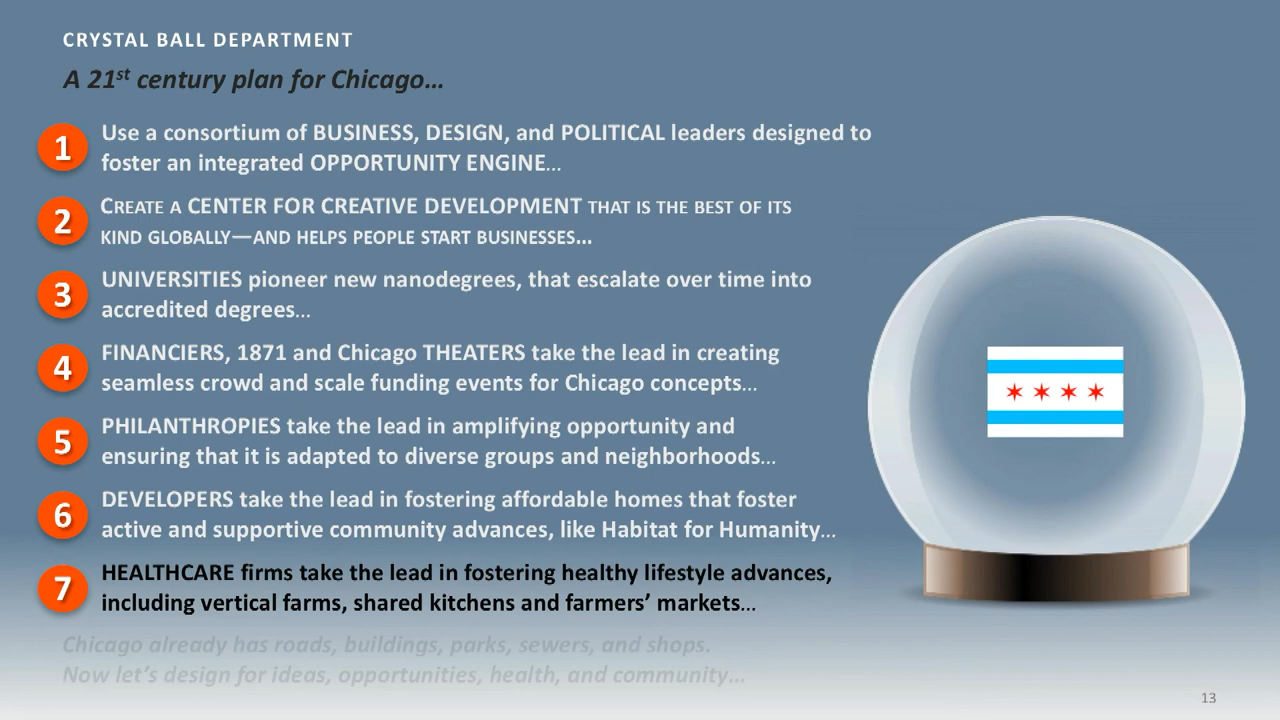 CRYSTAL BALL DEPARTMENT
A 21st century plan for Chicago…
1 Use a consortium of BUSINESS, DESIGN, and POLITICAL leaders designed to
foster an integrated OPPORTUNITY ENGINE…
2 CREATE A CENTER FOR CREATIVE DEVELOPMENT THAT IS THE BEST OF ITS
KIND GLOBALLY—AND HELPS PEOPLE START BUSINESSES…
3 UNIVERSITIES pioneer new nanodegrees, that escalate over time into
accredited degrees…
4 FINANCIERS, 1871 and Chicago THEATERS take the lead in creating
seamless crowd and scale funding events for Chicago concepts…
5 PHILANTHROPIES take the lead in amplifying opportunity and
ensuring that it is adapted to diverse groups and neighborhoods…
6 DEVELOPERS take the lead in fostering affordable homes that foster
active and supportive community advances, like Habitat for Humanity…
7 HEALTHCARE firms take the lead in fostering healthy lifestyle advances,
including vertical farms, shared kitchens and farmers’ markets…
Chicago already has roads, buildings, parks, sewers, and shops.
Now let’s design for ideas, opportunities, health, and community…
13